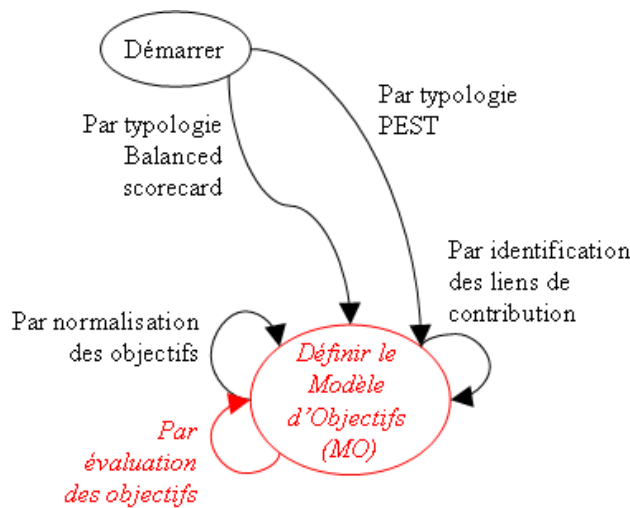 Démarrer
Par typologie
PEST
Par typologie
Balanced
scorecard
Par identification
des liens de
contribution
Par normalisation
des objectifs
Définir le
Modèle
d'Objectifs
(MO)
Par
évaluation
des objectifs